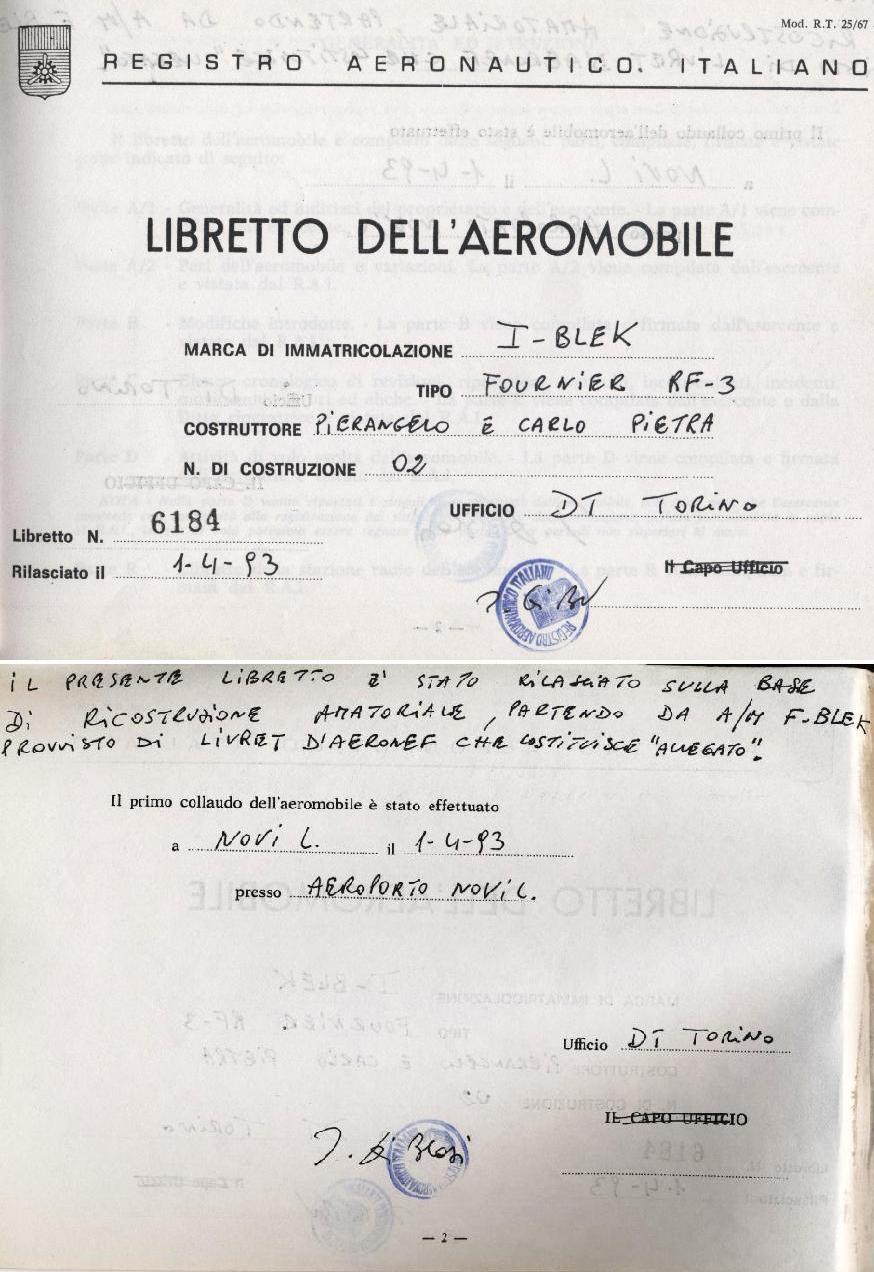 Mod. R.T. 25/67
REGISTRO AERONAUTICO. ITALIANO
LIBRETTO DELL'AEROMOBILE
MARCA DI IMMATRICOLAZIONE I-BLEK
TIPO FOURNIER RF-3
COSTRUTTORE PIERANGELO E CARLO PIETRA
N. DI COSTRUZIONE 02
UFFICIO DT TORINO
Libretto N. 6184
Rilasciato il 1-4-93
Il Capo Ufficio
REGISTRO AERONAUTICO ITALIANO
IL PRESENTE LIBRETTO E' STATO RILASCIATO SULLA BASE
DI RICOSTRUZIONE AMATORIALE, PARTENDO DA A/M F-BLEK
PROVVISTO DI LIVRET D'AERONEF CHE COSTITUISCE "ALLEGATO".
Il primo collaudo dell'aeromobile è stato effettuato
a NOVI L. il 1-4-93
presso AEROPORTO NOVI L.
Ufficio DT TORINO
IL CAPO UFFICIO
— 2 —